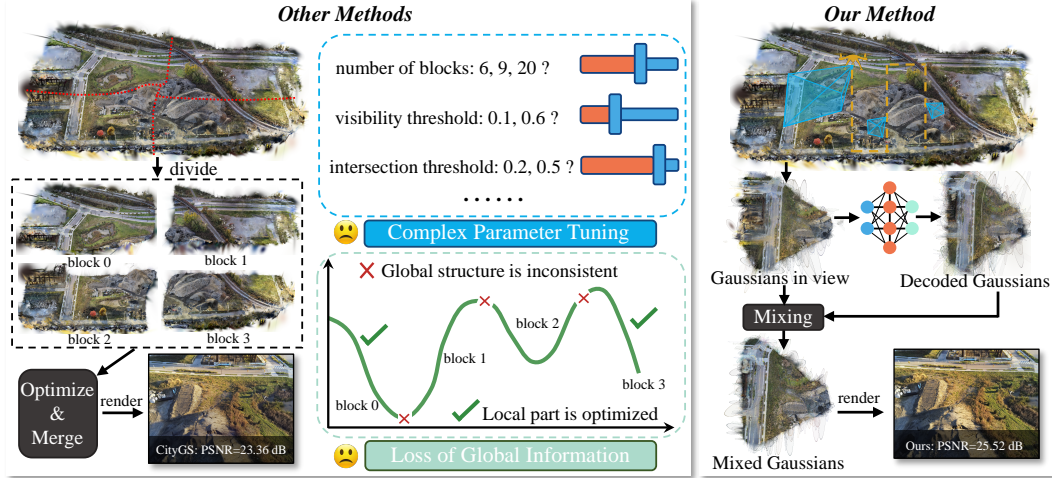 Other Methods
divide
block 0
block 1
block 2
block 3
Optimize
&
Merge
render
CityGS: PSNR=23.36 dB
number of blocks: 6, 9, 20 ?
visibility threshold: 0.1, 0.6 ?
intersection threshold: 0.2, 0.5 ?
......
Complex Parameter Tuning
Global structure is inconsistent
block 0
block 1
block 2
block 3
Local part is optimized
Loss of Global Information
Our Method
Gaussians in view
Decoded Gaussians
Mixing
Mixed Gaussians
render
Ours: PSNR=25.52 dB